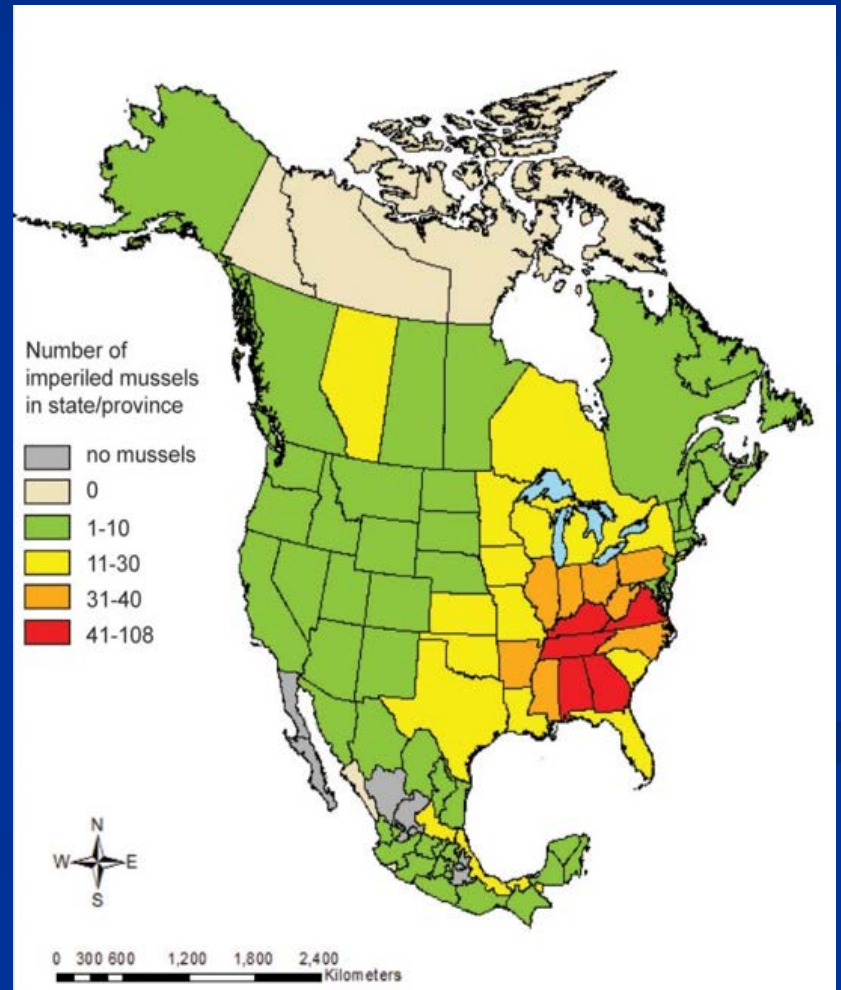 Number of
imperiled mussels
in state/province
no mussels
0
1-10
11-30
31-40
41-108
N
W E
S
0 300 600 1,200 1,800 2,400
Kilometers